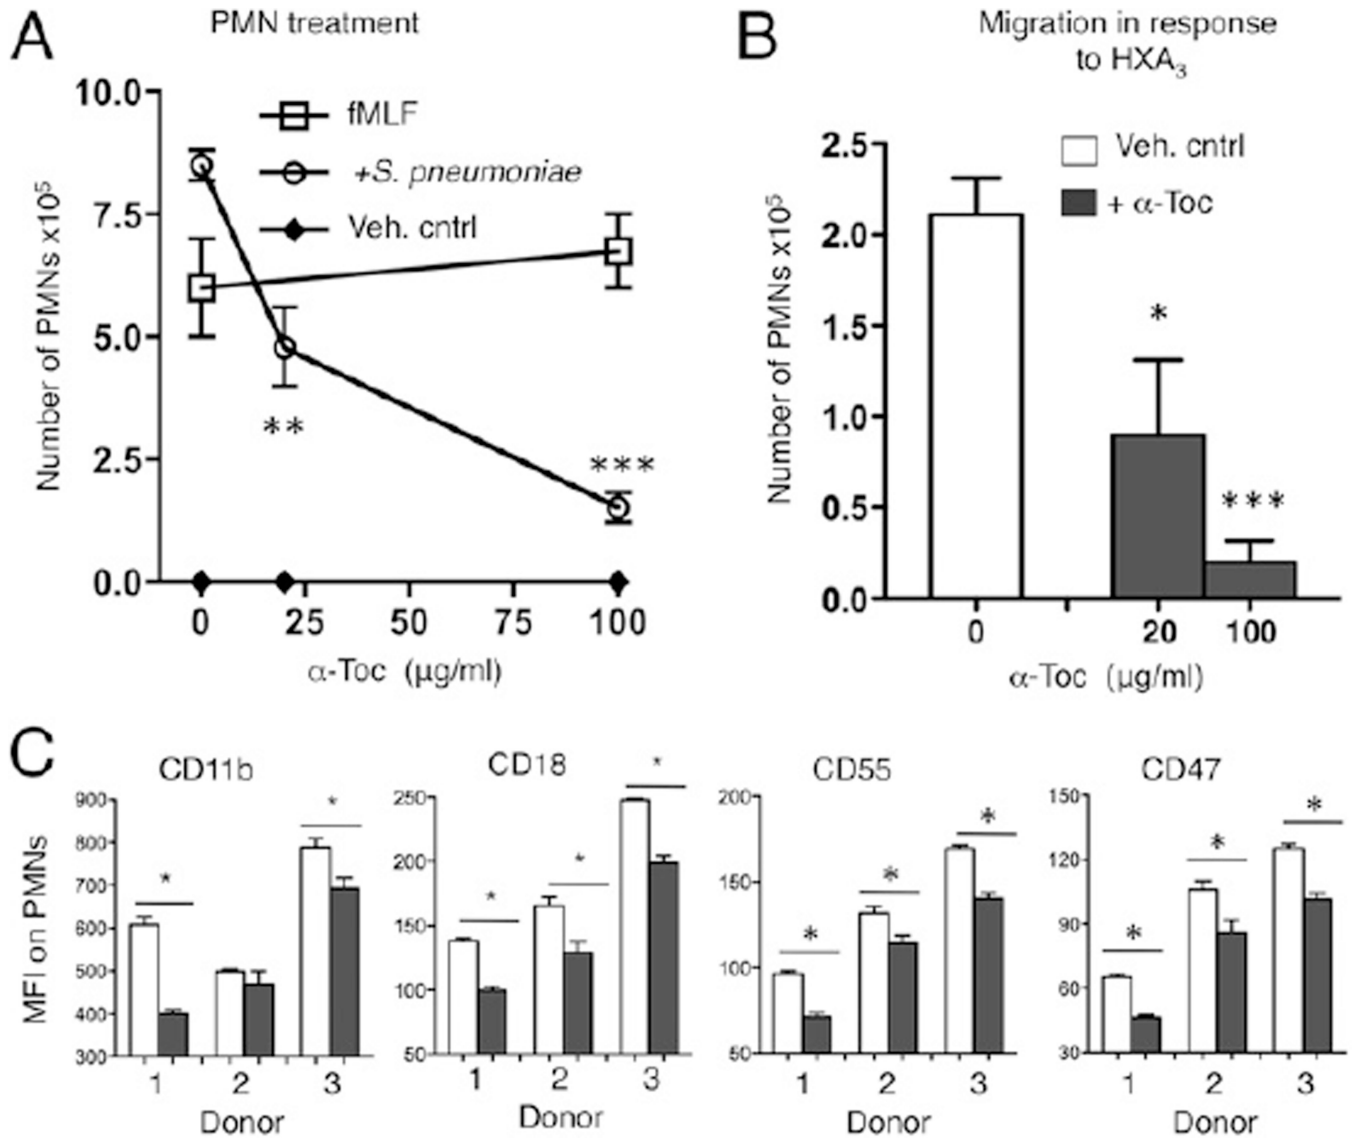 A
PMN treatment
Number of PMNs x10⁵
10.0
7.5
5.0
2.5
0.0
fMLF
+S. pneumoniae
Veh. cntrl
**
***
0 25 50 75 100
α-Toc (µg/ml)
B
Migration in response
to HXA₃
Number of PMNs x10⁵
2.5
2.0
1.5
1.0
0.5
0.0
Veh. cntrl
+ α-Toc
*
***
0 20 100
α-Toc (µg/ml)
C
MFI on PMNs
CD11b
900
800
700
600
500
400
300
*
*
1 2 3
Donor
CD18
250
200
150
100
50
*
*
*
1 2 3
Donor
CD55
200
150
100
50
*
*
*
1 2 3
Donor
CD47
150
120
90
60
30
*
*
*
1 2 3
Donor